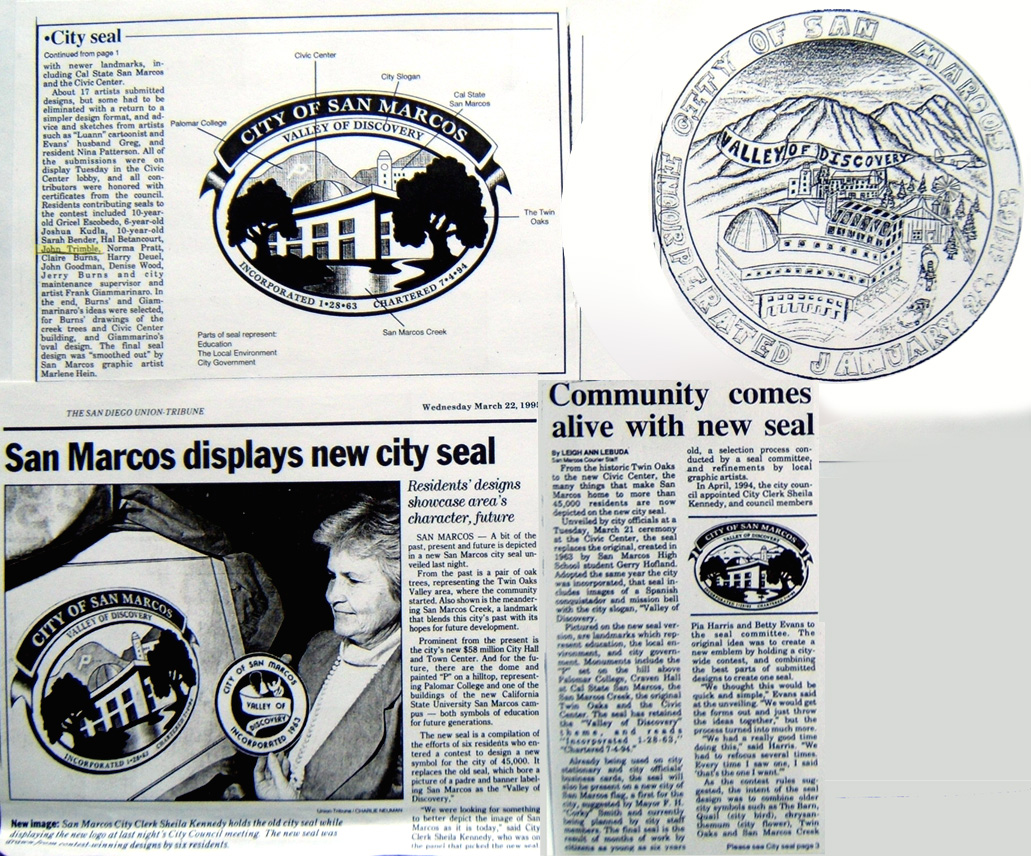 •City seal
Continued from page 1
with newer landmarks, in-
cluding Cal State San Marcos
and the Civic Center.
About 17 artists submitted
designs, but some had to be
eliminated with a return to a
simpler design format, and ad-
vice and sketches from artists
such as "Luann" cartoonist and
Evans' husband Greg, and
resident Nina Patterson. All of
the submissions were on
display Tuesday in the Civic
Center lobby, and all con-
tributors were honored with
certificates from the council.
Residents contributing seals to
the contest included 10-year-
old Gricel Escobedo, 6-year-old
Joshua Kudla, 10-year-old
Sarah Bender, Hal Betancourt,
John Trimble, Norma Pratt,
Claire Burns, Harry Deuel,
John Goodman, Denise Wood,
Jerry Burns and city
maintenance supervisor and
artist Frank Giammarinaro. In
the end, Burns' and Giam-
marinaro's ideas were selected,
for Burns' drawings of the
creek trees and Civic Center
building, and Giammarino's
oval design. The final seal
design was "smoothed out" by
San Marcos graphic artist
Marlene Hein.
Civic Center
City Slogan
Cal State
San Marcos
Palomar College
The Twin
Oaks
San Marcos Creek
CITY OF SAN MARCOS
VALLEY OF DISCOVERY
P
INCORPORATED 1•28•63
CHARTERED 7•4•94
Parts of seal represent:
Education
The Local Environment
City Government
CITY OF SAN MARCOS
VALLEY OF DISCOVERY
JANUARY
THE SAN DIEGO UNION-TRIBUNE
Wednesday March 22, 199
San Marcos displays new city seal
CITY OF SAN MARCOS
VALLEY OF DISCOVERY
P
INCORPORATED 1•28•62
CITY OF SAN MARCOS
VALLEY OF
DISCOVERY
INCORPORATED 1963
Union-Tribune / CHARLIE NEUMAN
New image: San Marcos City Clerk Sheila Kennedy holds the old city seal while
displaying the new logo at last night's City Council meeting. The new seal was
drawn from contest-winning designs by six residents.
Residents' designs
showcase area's
character, future
SAN MARCOS — A bit of the
past, present and future is depicted
in a new San Marcos city seal un-
veiled last night.
From the past is a pair of oak
trees, representing the Twin Oaks
Valley area, where the community
started. Also shown is the meander-
ing San Marcos Creek, a landmark
that blends this city's past with its
hopes for future development.
Prominent from the present is
the city's new $58 million City Hall
and Town Center. And for the fu-
ture, there are the dome and
painted "P" on a hilltop, represent-
ing Palomar College and one of the
buildings of the new California
State University San Marcos cam-
pus — both symbols of education
for future generations.
The new seal is a compilation of
the efforts of six residents who en-
tered a contest to design a new
symbol for the city of 45,000. It
replaces the old seal, which bore a
picture of a padre and banner label-
ing San Marcos as the "Valley of
Discovery."
"We were looking for something
to better depict the image of San
Marcos as it is today," said City
Clerk Sheila Kennedy, who was on
the panel that picked the new seal
Community comes
alive with new seal
By LEIGH ANN LEBUDA
San Marcos Courier Staff
From the historic Twin Oaks
to the new Civic Center, the
many things that make San
Marcos home to more than
45,000 residents are now
depicted on the new city seal.
Unveiled by city officials at a
Tuesday, March 21 ceremony
at the Civic Center, the seal
replaces the original, created in
1963 by San Marcos High
School student Gerry Hofland.
Adopted the same year the city
was incorporated, that seal in-
cludes images of a Spanish
conquistador and mission bell
with the city slogan, "Valley of
Discovery.
Pictured on the new seal ver-
sion, are landmarks which rep-
resent education, the local en-
vironment, and city govern-
ment. Monuments include the
"P" set on the hill above
Palomar College, Craven Hall
at Cal State San Marcos, the
original Twin Oaks and the Civic
Center. The seal has retained
the "Valley of Discovery"
theme, and reads
"Incorporated 1-28-63,"
"Chartered 7-4-94."
Already being used on city
stationary and city officials'
business cards, the seal will
also be present on a new city of
San Marcos flag, a first for the
city, suggested by Mayor F. H.
"Corky" Smith and currently
being planned by city staff
members. The final seal is the
result of months of work by
citizens as young as six years
old, a selection process con-
ducted by a seal committee,
and refinements by local
graphic artists.
In April, 1994, the city coun-
cil appointed City Clerk Sheila
Kennedy, and council members
CITY OF SAN MARCOS
VALLEY OF DISCOVERY
Pia Harris and Betty Evans to
the seal committee. The
original idea was to create a
new emblem by holding a city-
wide contest, and combining
the best parts of submitted
designs to create one seal.
"We thought this would be
quick and simple," Evans said
at the unveiling. "We would get
the forms out and just throw
the ideas together," but the
process turned into much more.
"We had a really good time
doing this," said Harris. "We
had to refocus several times.
Every time I saw one, I said
'that's the one I want.'"
As the contest rules sug-
gested, the intent of the seal
design was to combine older
city symbols such as The Barn,
Quail (city bird), chrysan-
themum (city flower), Twin
Oaks and San Marcos Creek
Please see City seal page 3